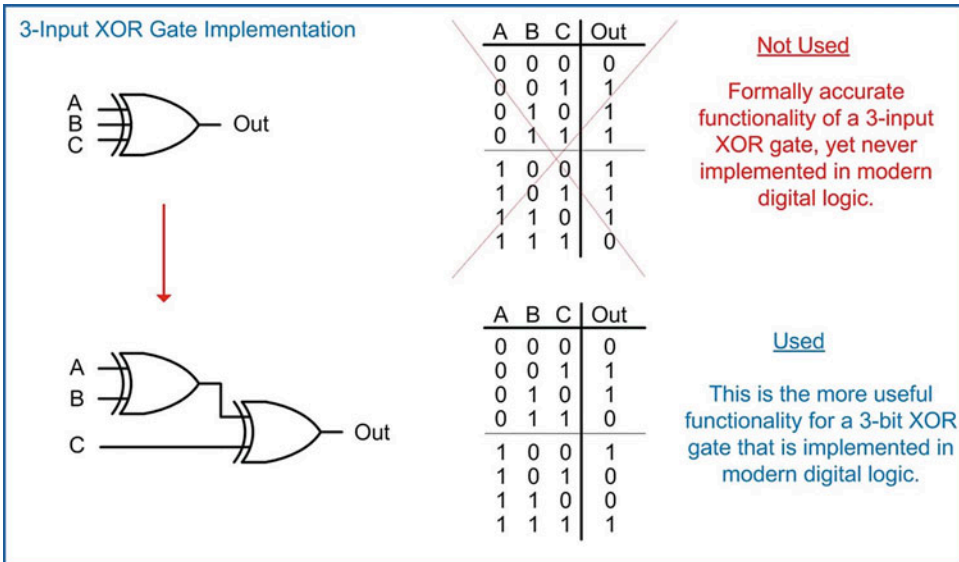 3-Input XOR Gate Implementation
A
B
C
Out
A B C Out
0 0 0 0
0 0 1 1
0 1 0 1
0 1 1 1
1 0 0 1
1 0 1 1
1 1 0 1
1 1 1 0
Not Used
Formally accurate
functionality of a 3-input
XOR gate, yet never
implemented in modern
digital logic.
A
B
C
Out
A B C Out
0 0 0 0
0 0 1 1
0 1 0 1
0 1 1 0
1 0 0 1
1 0 1 0
1 1 0 0
1 1 1 1
Used
This is the more useful
functionality for a 3-bit XOR
gate that is implemented in
modern digital logic.